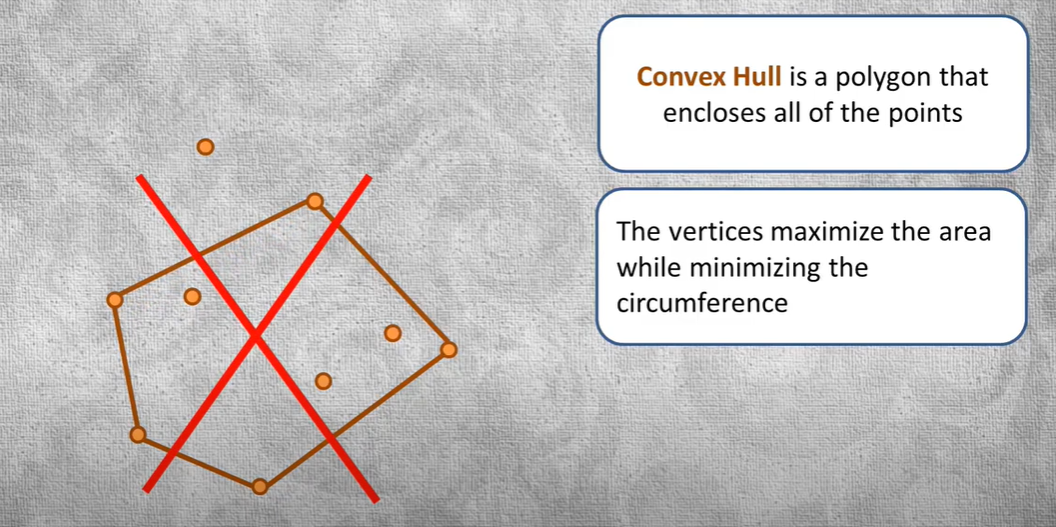 Convex Hull is a polygon that
encloses all of the points
The vertices maximize the area
while minimizing the
circumference